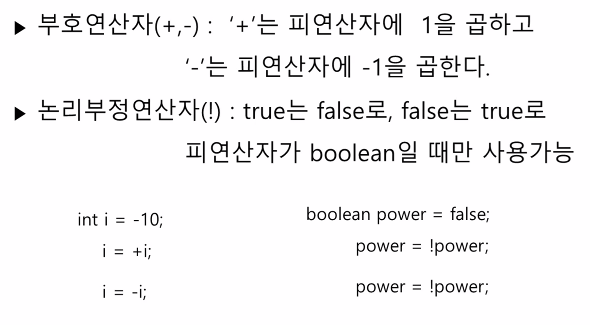 ▶ 부호연산자(+,-) : '+'는 피연산자에 1을 곱하고
'-'는 피연산자에 -1을 곱한다.
▶ 논리부정연산자(!) : true는 false로, false는 true로
피연산자가 boolean일 때만 사용가능
int i = -10;
i = +i;
i = -i;
boolean power = false;
power = !power;
power = !power;